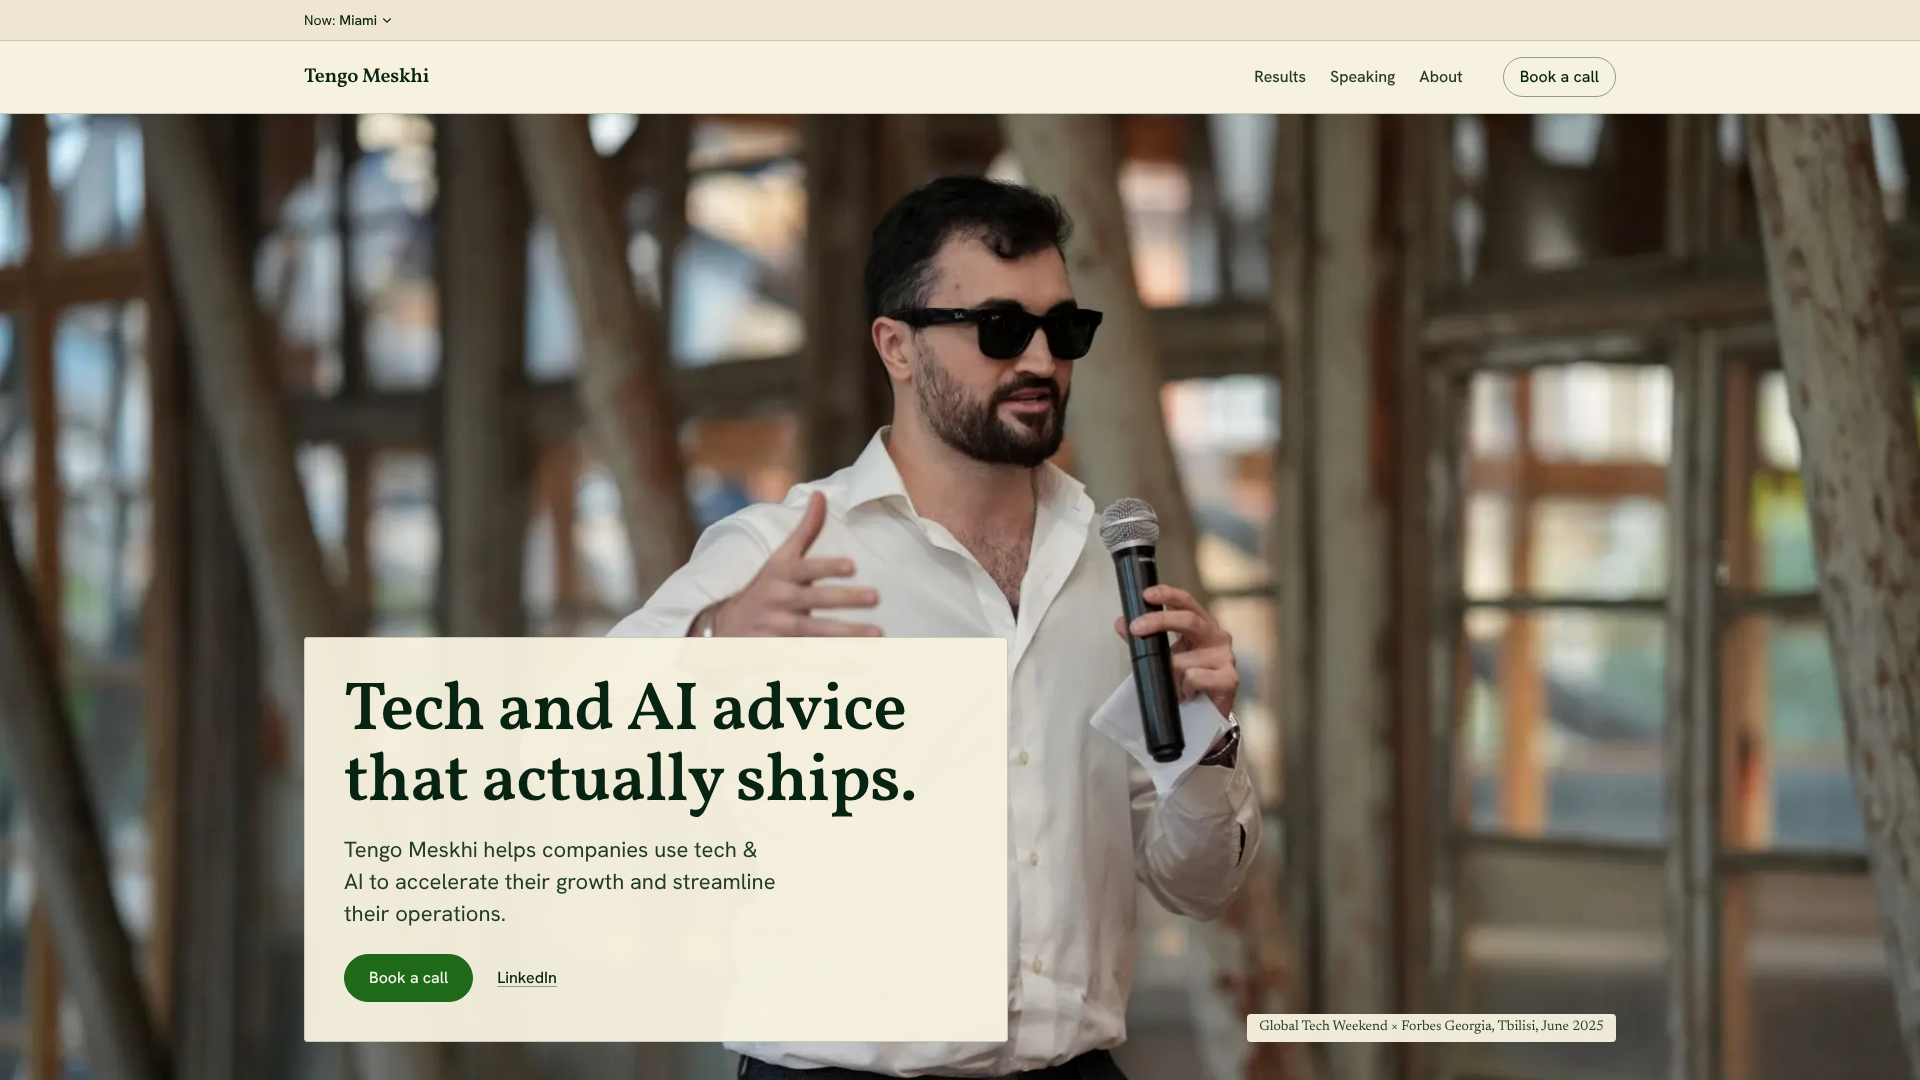 Now: Miami
Tengo Meskhi
Results
Speaking
About
Book a call
Tech and AI advice
that actually ships.
Tengo Meskhi helps companies use tech &
AI to accelerate their growth and streamline
their operations.
Book a call
LinkedIn
Global Tech Weekend × Forbes Georgia, Tbilisi, June 2025